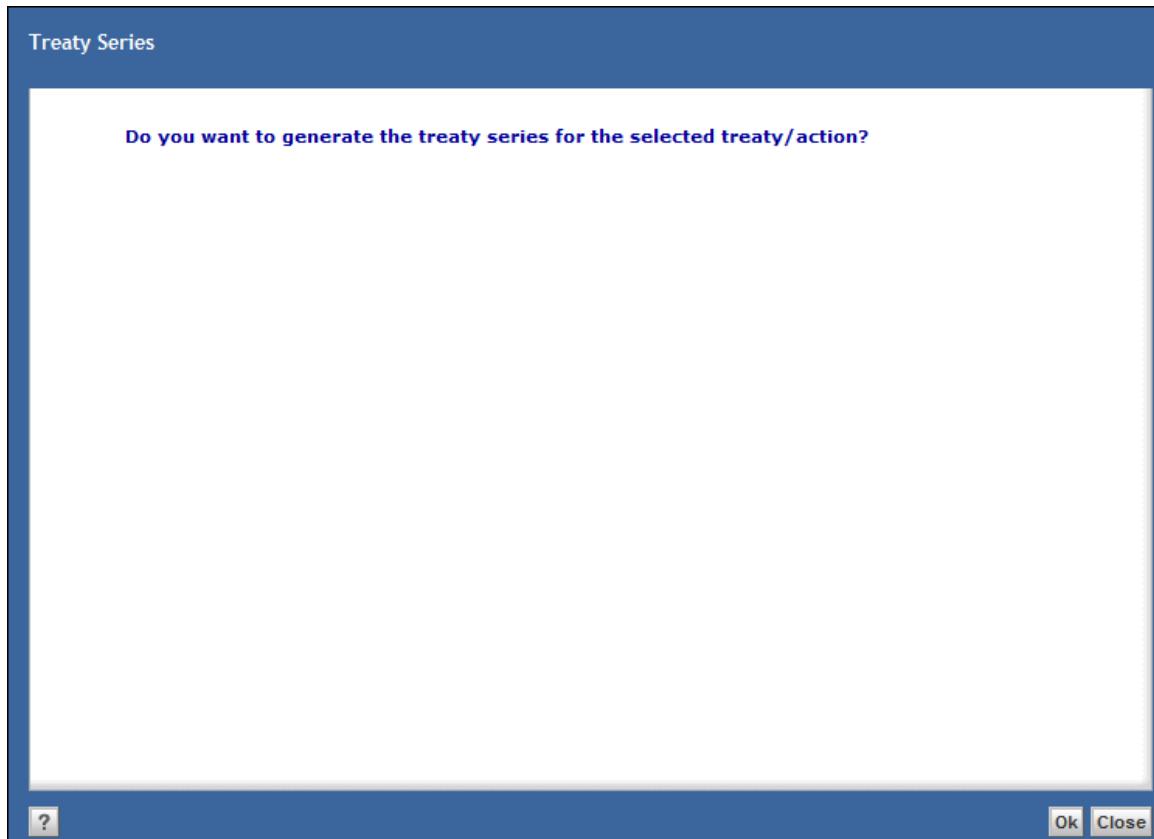 Treaty Series
Do you want to generate the treaty series for the selected treaty/action?
?
Ok Close